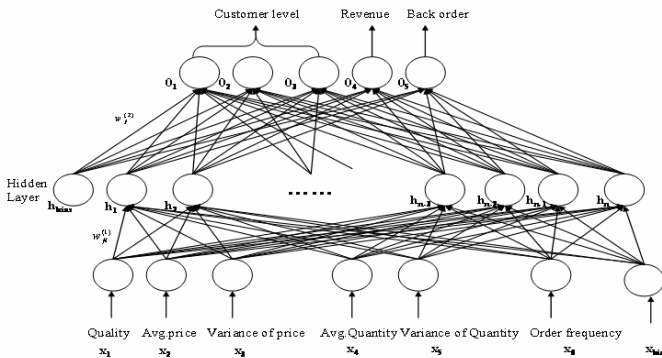 Customer level Revenue Back order
O1 O2 O3 O4 O5
w j (2)
Hidden
Layer
hbias h1 h2 ...... hn-3 hn-2 hn-1 hn
w ji (1)
Quality Avg.price Variance of price Avg.Quantity Variance of Quantity Order frequency
x1 x2 x3 x4 x5 x6 xbias